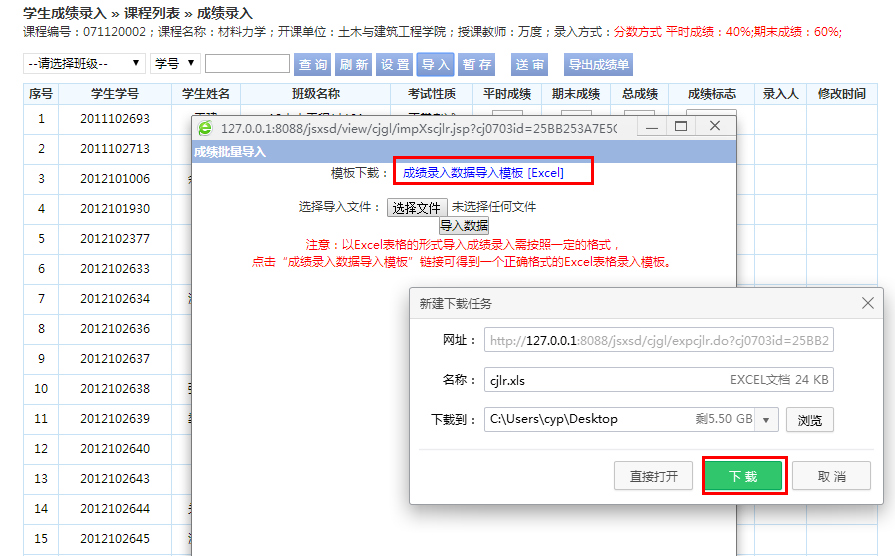 学生成绩录入 » 课程列表 » 成绩录入
课程编号：071120002；课程名称：材料力学；开课单位：土木与建筑工程学院；授课教师：万度；录入方式：分数方式 平时成绩：40%;期末成绩：60%;
--请选择班级-- 学号 查 询 刷 新 设 置 导 入 暂 存 送 审 导出成绩单
序号 学生学号 学生姓名 班级名称 考试性质 平时成绩 期末成绩 总成绩 成绩标志 录入人 修改时间
1 2011102693
2 2011102713
3 2012101006
4 2012101930
5 2012102377
6 2012102633
7 2012102634
8 2012102636
9 2012102637
10 2012102638
11 2012102639
12 2012102640
13 2012102643
14 2012102644
15 2012102645
127.0.0.1:8088/jsxsd/view/cjgl/impXscjlr.jsp?cj0703id=25BB253A7E5C
成绩批量导入
模板下载： 成绩录入数据导入模板 [Excel]
选择导入文件： 选择文件 未选择任何文件
导入数据
注意：以Excel表格的形式导入成绩录入需按照一定的格式，
点击“成绩录入数据导入模板”链接可得到一个正确格式的Excel表格录入模板。
新建下载任务
网址： http://127.0.0.1:8088/jsxsd/cjgl/expcjlr.do?cj0703id=25BB2
名称： cjlr.xls EXCEL文档 24 KB
下载到： C:\Users\cyp\Desktop 剩5.50 GB 浏览
直接打开 下 载 取 消